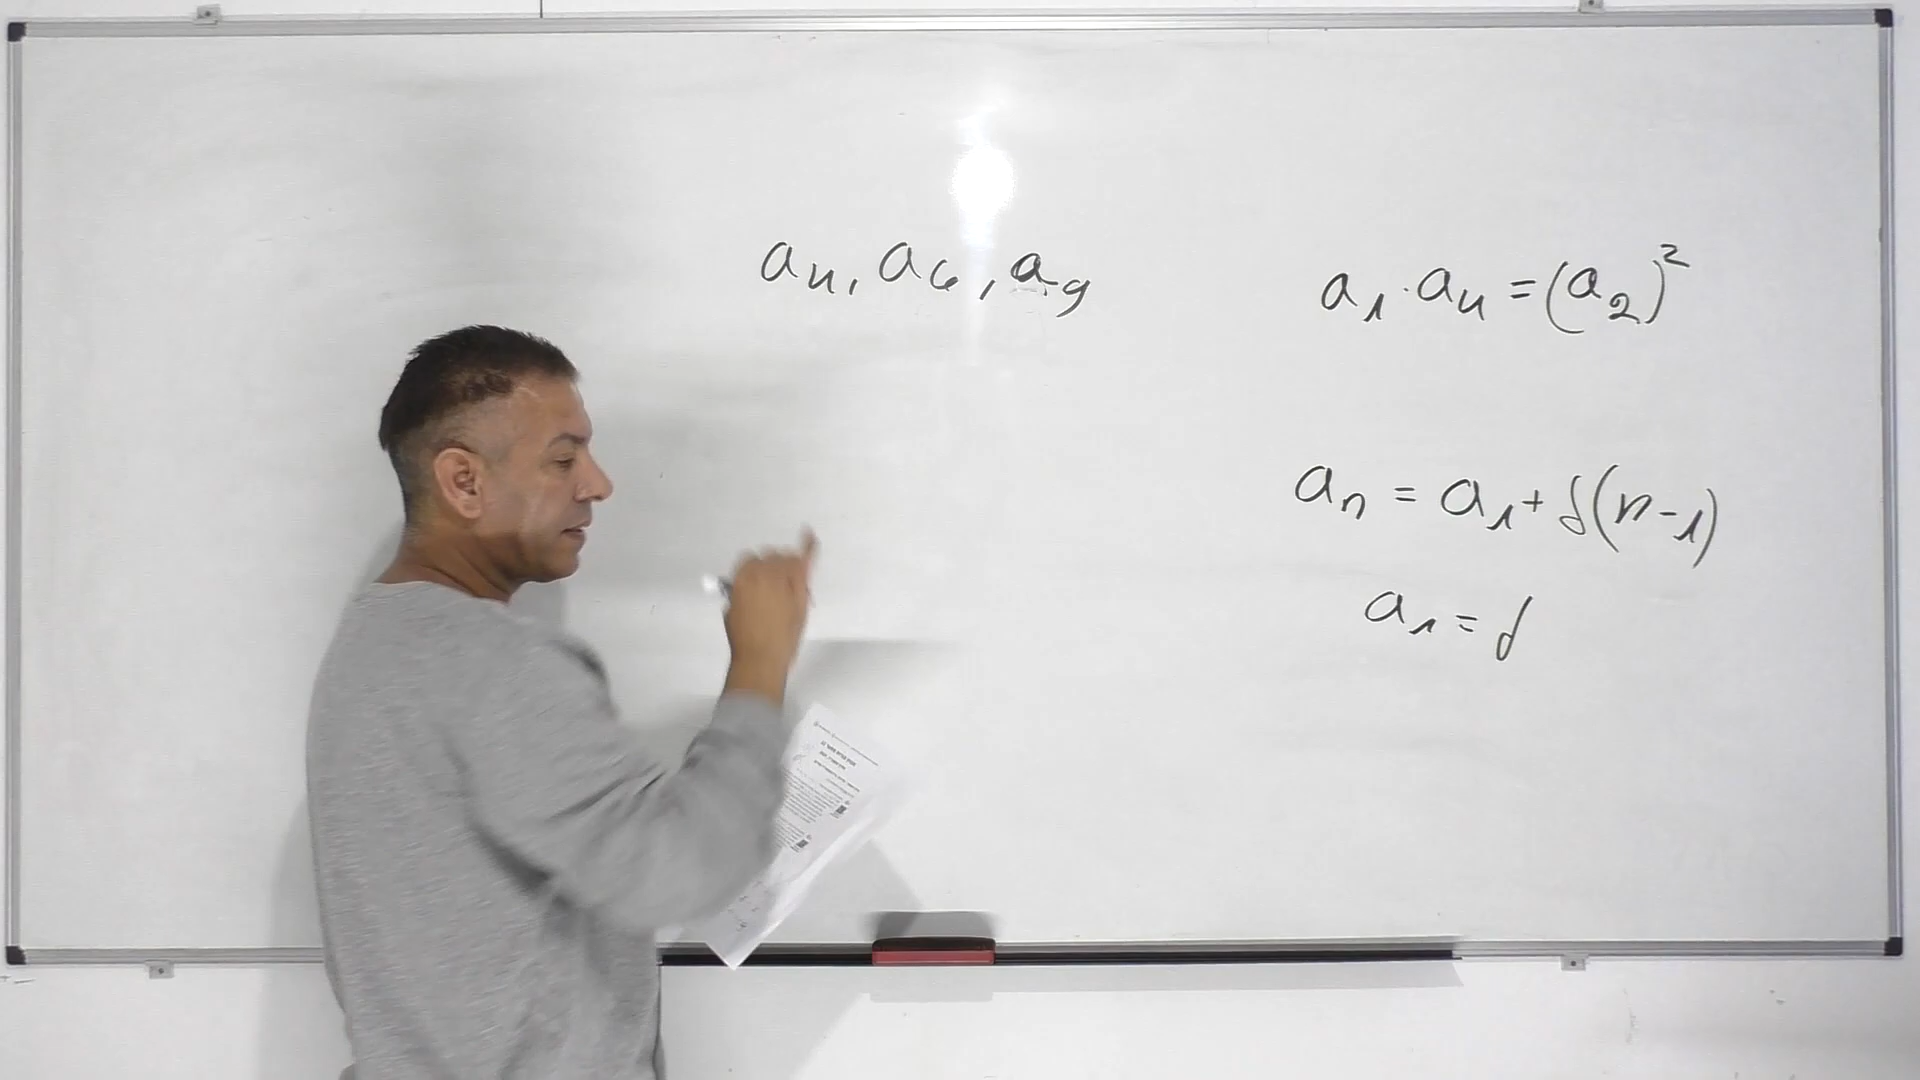 a₄, a₆, a₉
a₁ · a₄ = (a₂)²
aₙ = a₁ + d(n-1)
a₁ = d